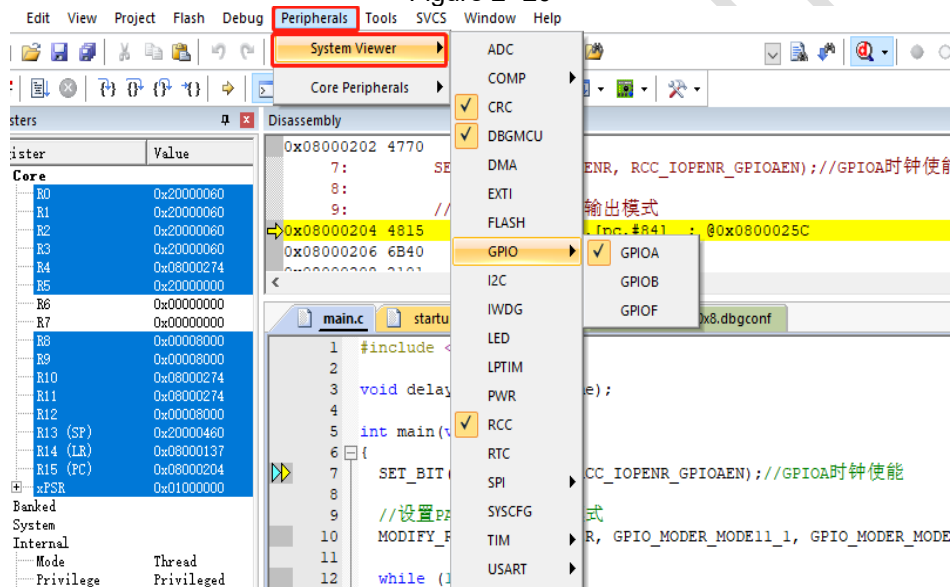 Figure 2-20
Edit View Project Flash Debug Peripherals Tools SVCS Window Help
System Viewer
Core Peripherals
ADC
COMP
CRC
DBGMCU
DMA
EXTI
FLASH
GPIO
I2C
IWDG
LED
LPTIM
PWR
RCC
RTC
SPI
SYSCFG
TIM
USART
GPIOA
GPIOB
GPIOF
sters
ister Value
Core
R0 0x20000060
R1 0x20000060
R2 0x20000060
R3 0x20000060
R4 0x08000274
R5 0x20000000
R6 0x00000000
R7 0x00000000
R8 0x00008000
R9 0x00008000
R10 0x08000274
R11 0x08000274
R12 0x00008000
R13 (SP) 0x20000460
R14 (LR) 0x08000137
R15 (PC) 0x08000204
xPSR 0x01000000
Banked
System
Internal
Mode Thread
Privilege Privileged
Disassembly
0x08000202 4770
7: SE ENR, RCC_IOPENR_GPIOAEN);//GPIOA时钟使能
8:
9: // 输出模式
0x08000204 4815 ,[pc,#84] ; @0x0800025C
0x08000206 6B40
main.c startu 0x8.dbgconf
1 #include <
2
3 void delay e);
4
5 int main(v
6 {
7 SET_BIT( CC_IOPENR_GPIOAEN);//GPIOA时钟使能
8
9 //设置PA 式
10 MODIFY_R R, GPIO_MODER_MODE11_1, GPIO_MODER_MODE
11
12 while (1